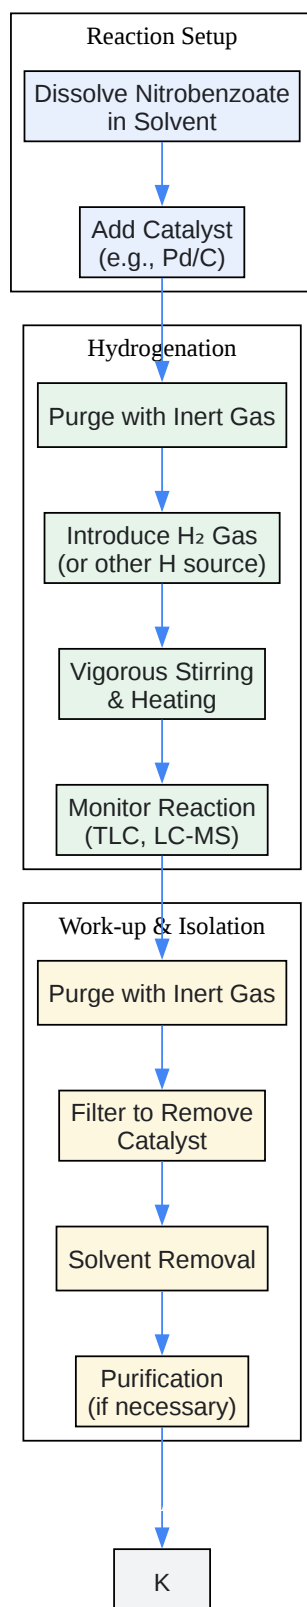 Reaction Setup
Dissolve Nitrobenzoate
in Solvent
Add Catalyst
(e.g., Pd/C)
Hydrogenation
Purge with Inert Gas
Introduce H₂ Gas
(or other H source)
Vigorous Stirring
& Heating
Monitor Reaction
(TLC, LC-MS)
Work-up & Isolation
Purge with Inert Gas
Filter to Remove
Catalyst
Solvent Removal
Purification
(if necessary)
K